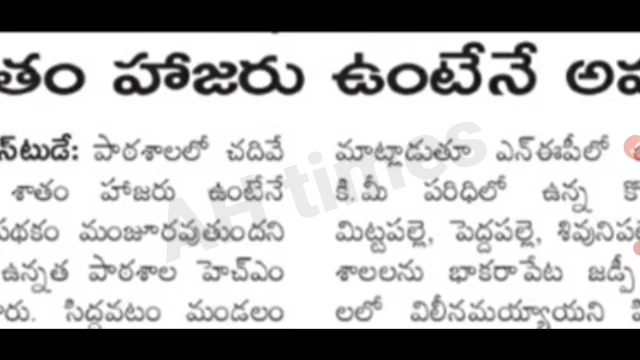 తం హాజరు ఉంటేనే
స్‌టుడే: పాఠశాలలో చదివే
శాతం హాజరు ఉంటేనే
పథకం మంజూరవుతుందని
ఉన్నత పాఠశాల హెచ్‌ఎం
రు. సిద్దవటం మండలం
మాట్లాడుతూ ఎన్‌ఈపీలో
కి.మీ పరిధిలో ఉన్న
మిట్టపల్లె, పెద్దపల్లె, శివునిపల్లె
శాలలను భాకరాపేట జడ్పీ
లలో విలీనమయ్యాయని
AH times